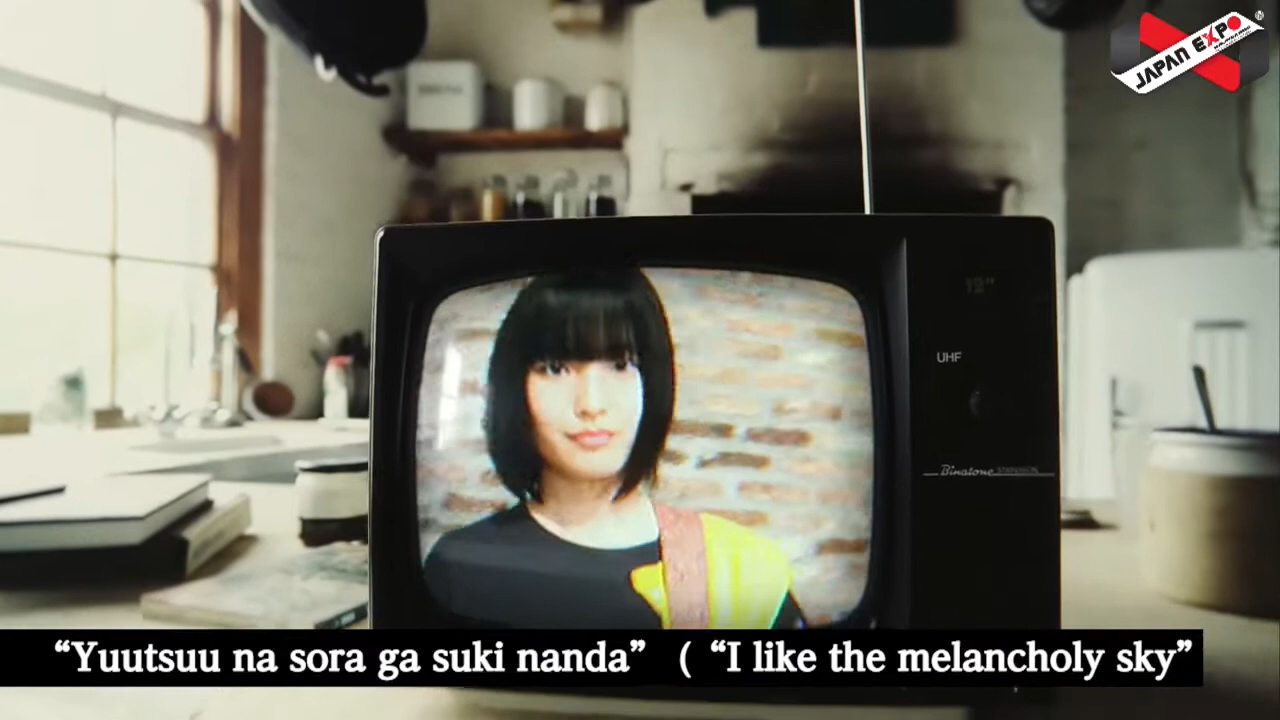 JAPAN EXPO
12"
UHF
Binatone
“Yuutsuu na sora ga suki nanda” ( “I like the melancholy sky”